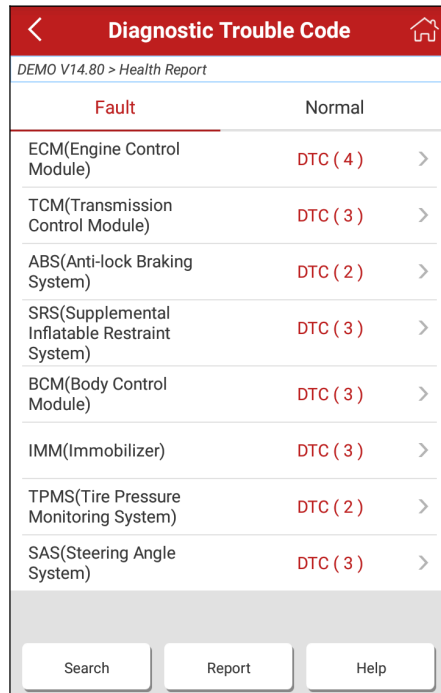 Diagnostic Trouble Code
DEMO V14.80 > Health Report
Fault Normal
ECM(Engine Control
Module) DTC ( 4 )
TCM(Transmission
Control Module) DTC ( 3 )
ABS(Anti-lock Braking
System) DTC ( 2 )
SRS(Supplemental
Inflatable Restraint
System) DTC ( 3 )
BCM(Body Control
Module) DTC ( 3 )
IMM(Immobilizer) DTC ( 3 )
TPMS(Tire Pressure
Monitoring System) DTC ( 2 )
SAS(Steering Angle
System) DTC ( 3 )
Search Report Help